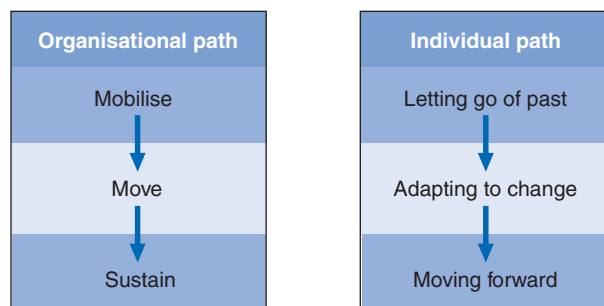 Organisational path
Mobilise
Move
Sustain
Individual path
Letting go of past
Adapting to change
Moving forward